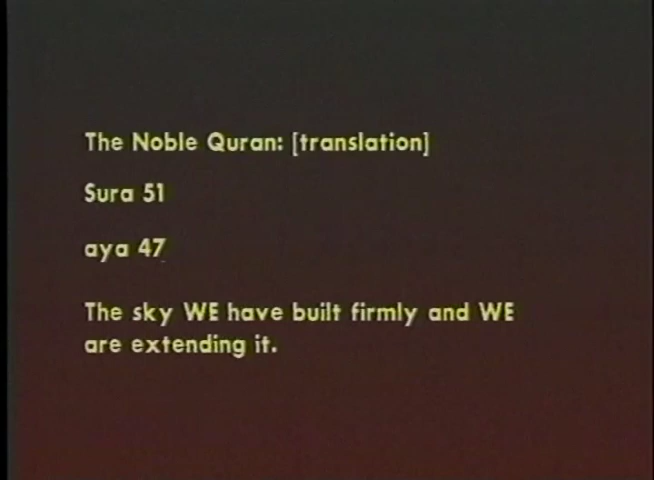 The Noble Quran: [translation]
Sura 51
aya 47
The sky WE have built firmly and WE
are extending it.